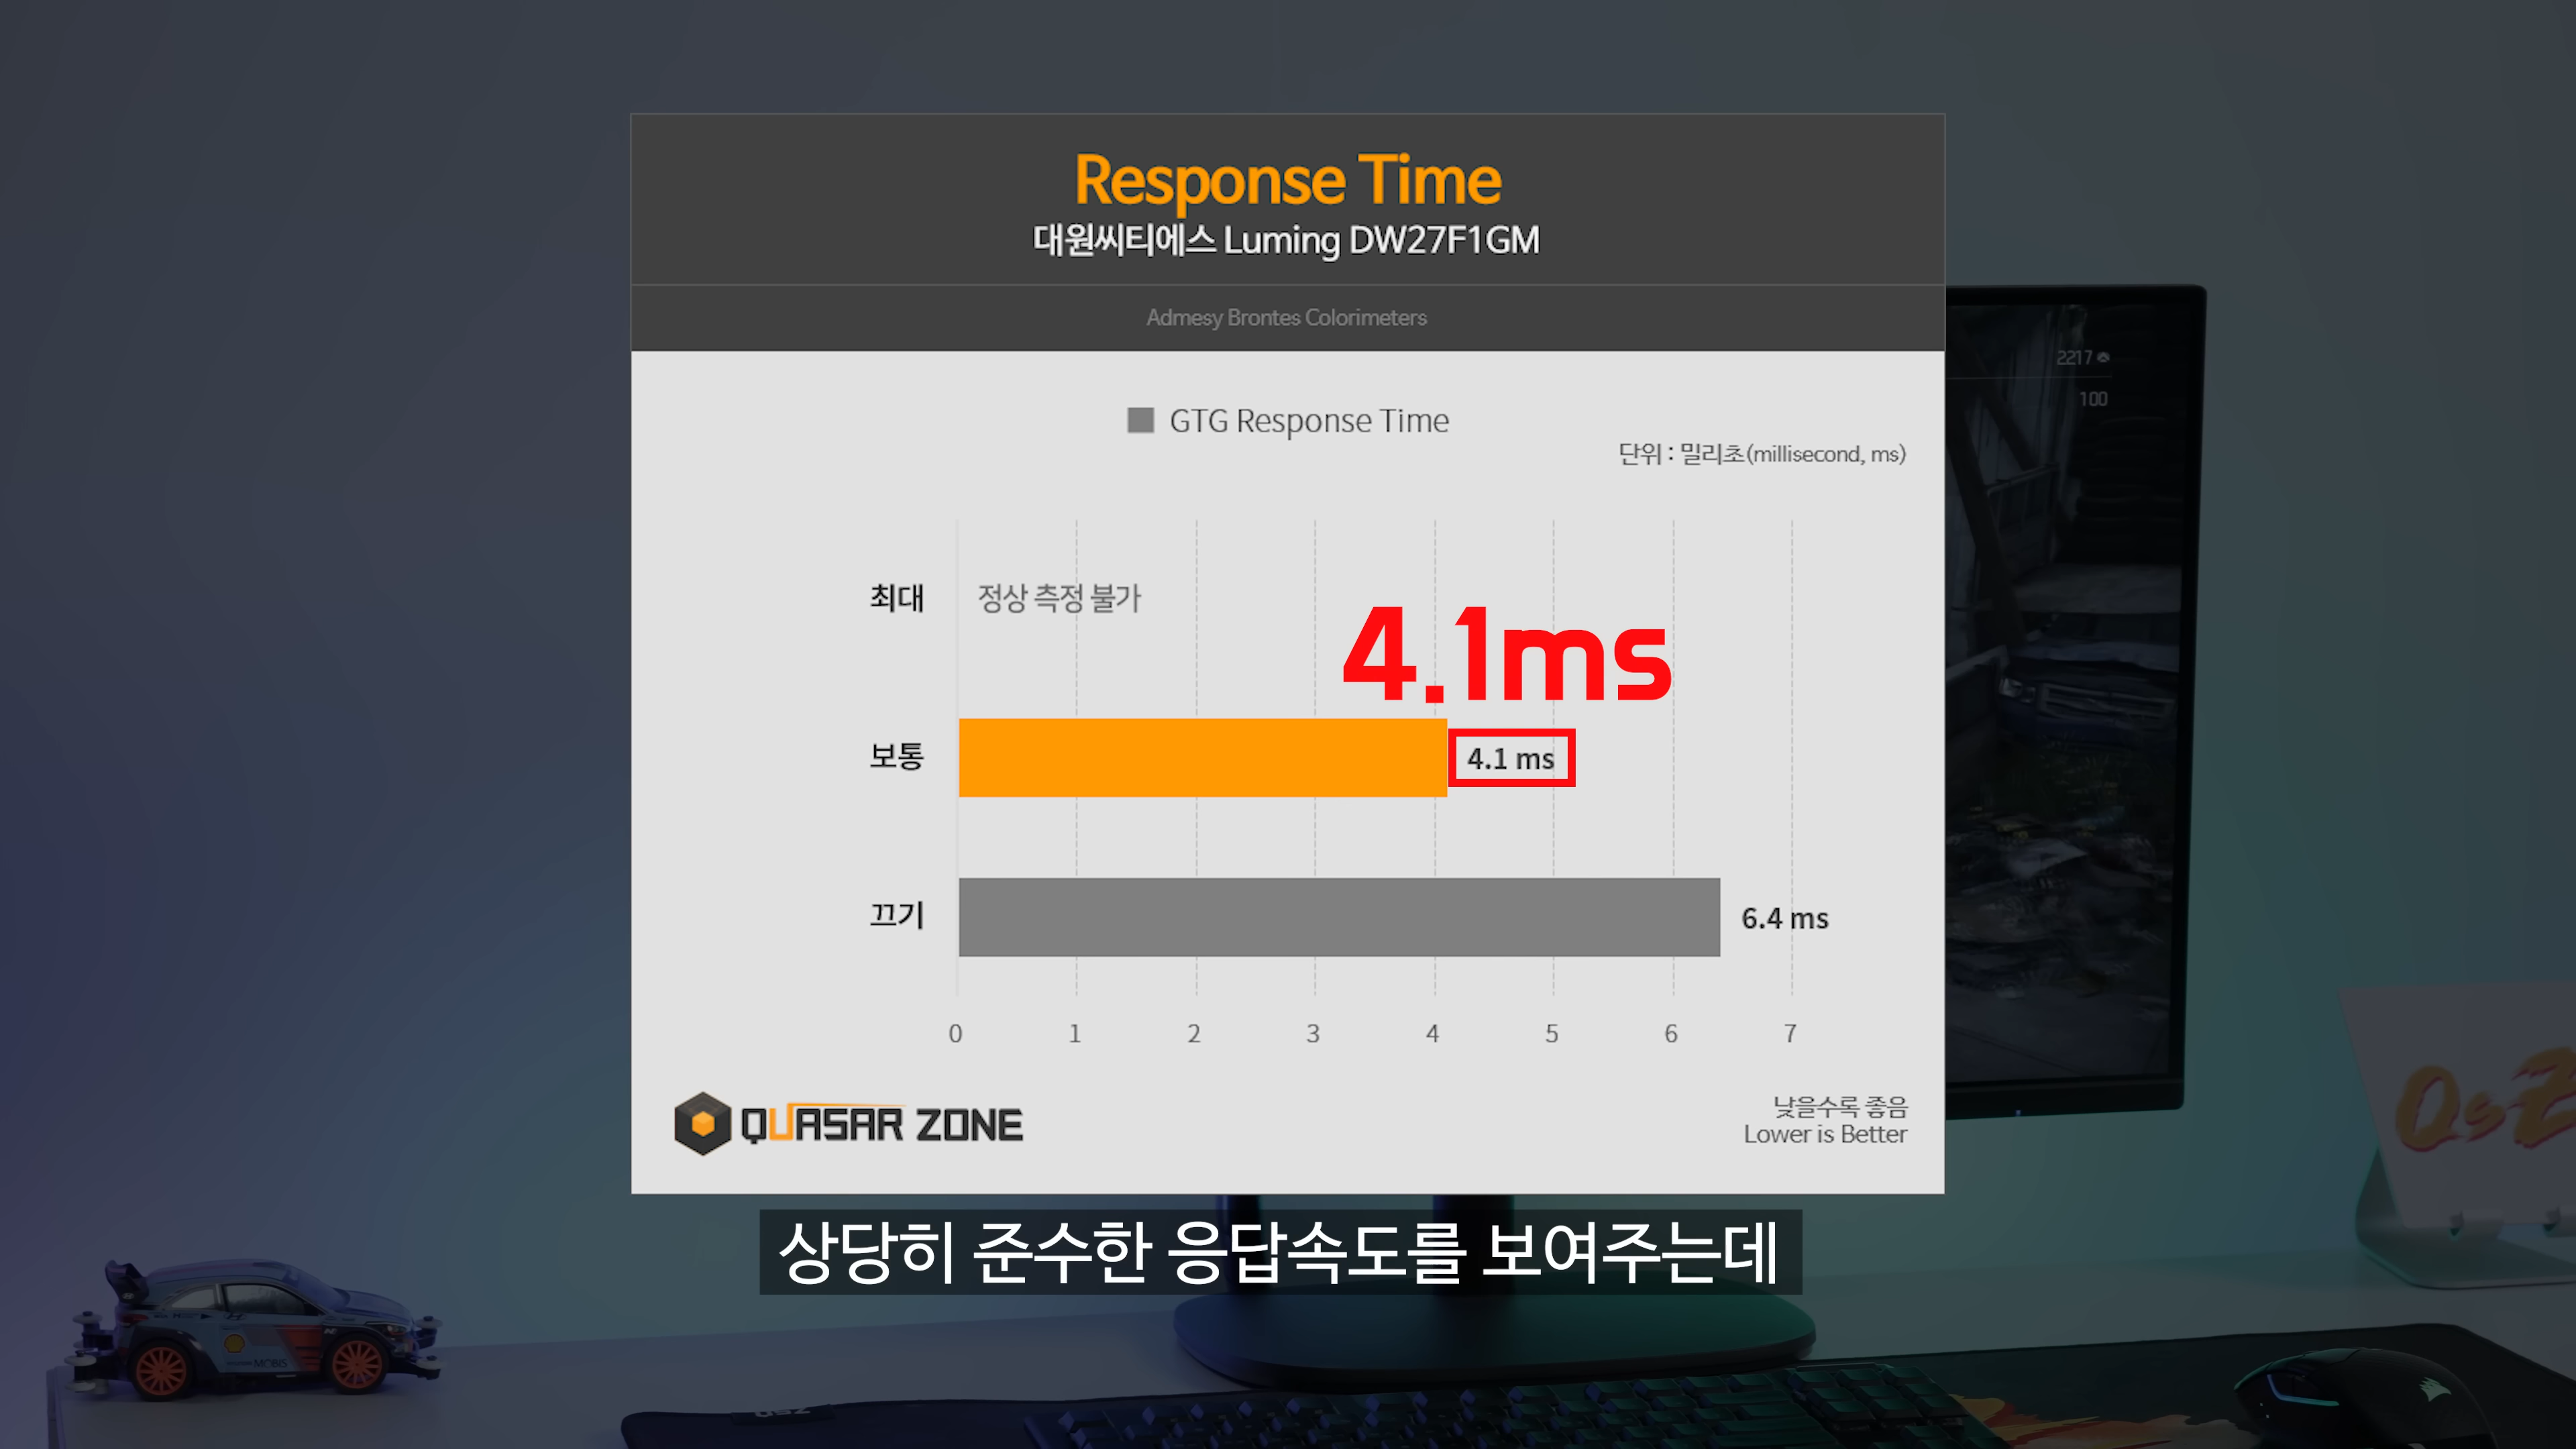 Response Time
대원씨티에스 Luming DW27F1GM
Admesy Brontes Colorimeters
GTG Response Time
단위 : 밀리초(millisecond, ms)
2217
100
최대 정상 측정 불가
4.1ms
보통 4.1 ms
끄기 6.4 ms
0 1 2 3 4 5 6 7
QUASAR ZONE
낮을수록 좋음
Lower is Better
QsZ
상당히 준수한 응답속도를 보여주는데
MOBIS